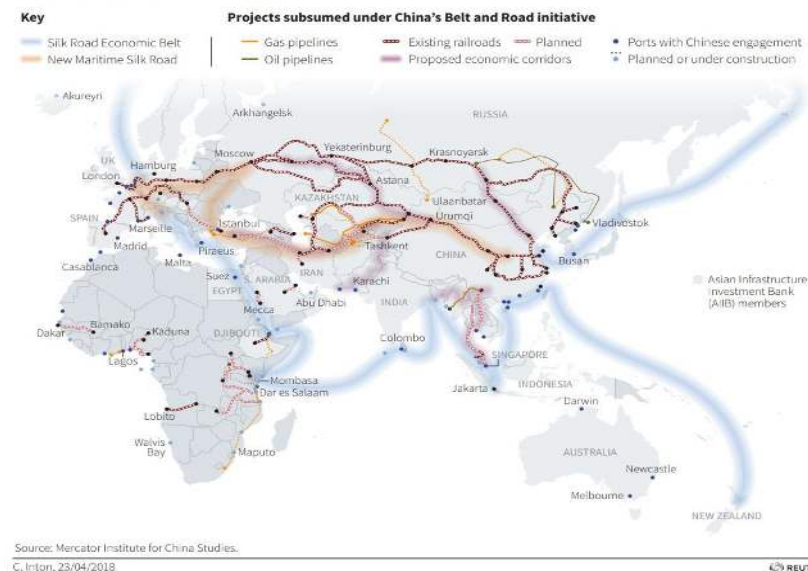 Key
Projects subsumed under China's Belt and Road initiative
Silk Road Economic Belt
New Maritime Silk Road
Gas pipelines
Oil pipelines
Existing railroads
Planned
Proposed economic corridors
Ports with Chinese engagement
Planned or under construction
Akureyri
Arkhangelsk
RUSSIA
UK
Hamburg
Moscow
Yekaterinburg
Krasnoyarsk
London
Astana
KAZAKHSTAN
Ulaanbatar
Urumqi
SPAIN
Marseille
Istanbul
Vladivostok
Madrid
Piraeus
Tashkent
CHINA
Busan
Casablanca
Malta
Suez
S. ARABIA
IRAN
Karachi
EGYPT
Abu Dhabi
INDIA
Asian Infrastructure
Investment Bank
(AIIB) members
Mecca
Dakar
Bamako
Kaduna
DJIBOUTI
Colombo
Lagos
SINGAPORE
Mombasa
INDONESIA
Dar es Salaam
Jakarta
Lobito
Darwin
Walvis
Bay
Maputo
AUSTRALIA
Newcastle
Melbourne
NEW ZEALAND
Source: Mercator Institute for China Studies.
C. Inton, 23/04/2018
REU